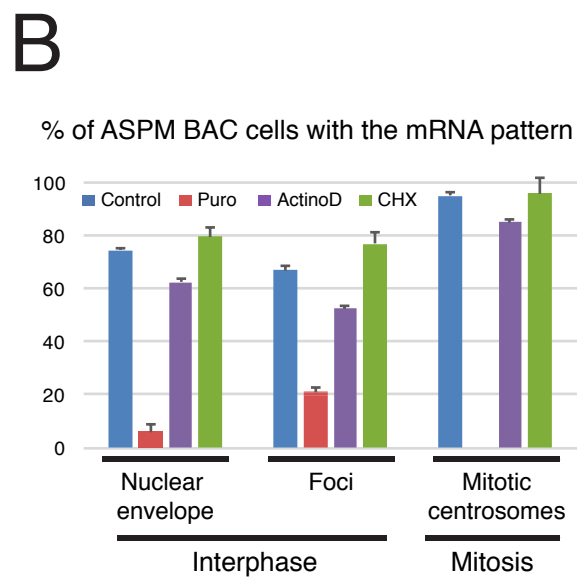 B
% of ASPM BAC cells with the mRNA pattern
100
Control Puro ActinoD CHX
80
60
40
20
0
Nuclear envelope
Foci
Mitotic centrosomes
Interphase
Mitosis